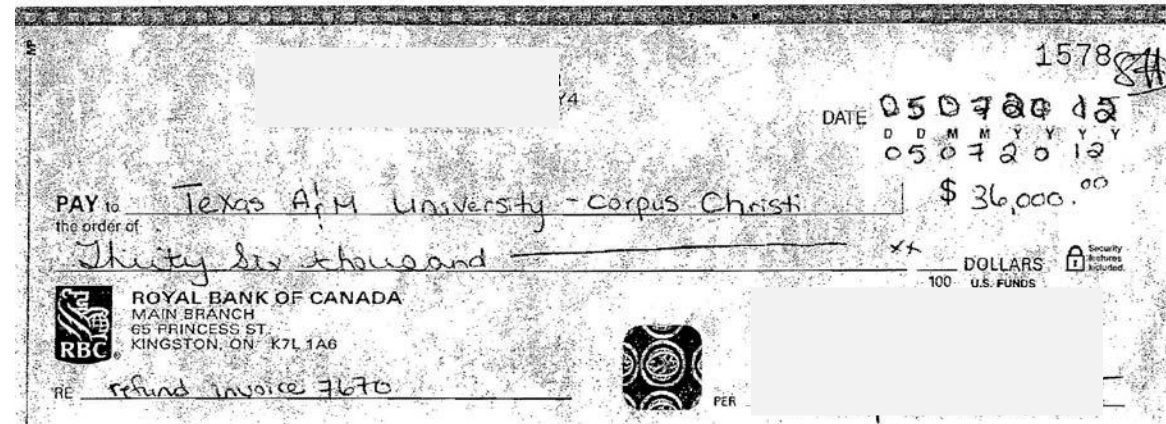 1578
Y4
DATE 05072012
D D M M Y Y Y Y
05072012
PAY to the order of Texas A&M University - Corpus Christi $ 36,000.00
Thirty Six thousand xx/100 DOLLARS
U.S. FUNDS
Security features included.
ROYAL BANK OF CANADA
MAIN BRANCH
65 PRINCESS ST.
KINGSTON, ON K7L 1A6
RBC
RE refund invoice 7670
PER